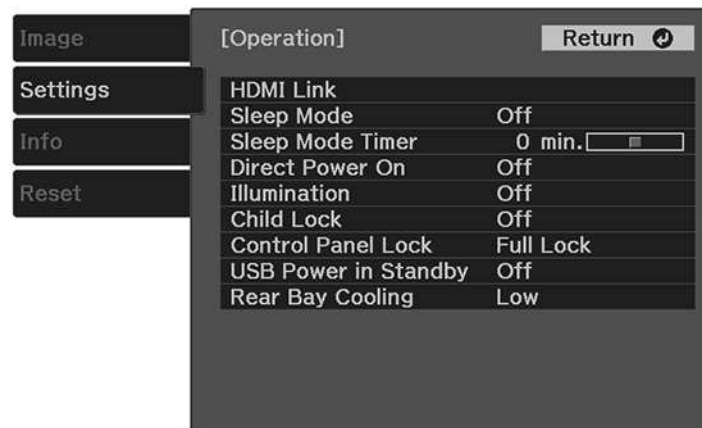 Image
Settings
Info
Reset
[Operation]
Return
HDMI Link
Sleep Mode Off
Sleep Mode Timer 0 min.
Direct Power On Off
Illumination Off
Child Lock Off
Control Panel Lock Full Lock
USB Power in Standby Off
Rear Bay Cooling Low